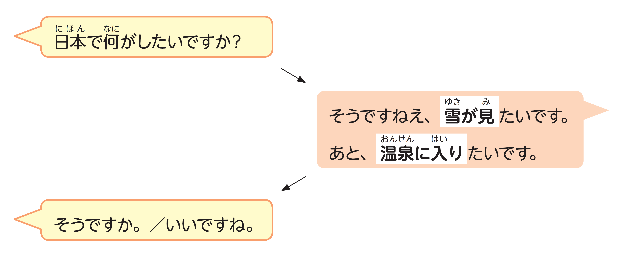 日本で何がしたいですか?
そうですねえ、雪が見たいです。
あと、温泉に入りたいです。
そうですか。／いいですね。